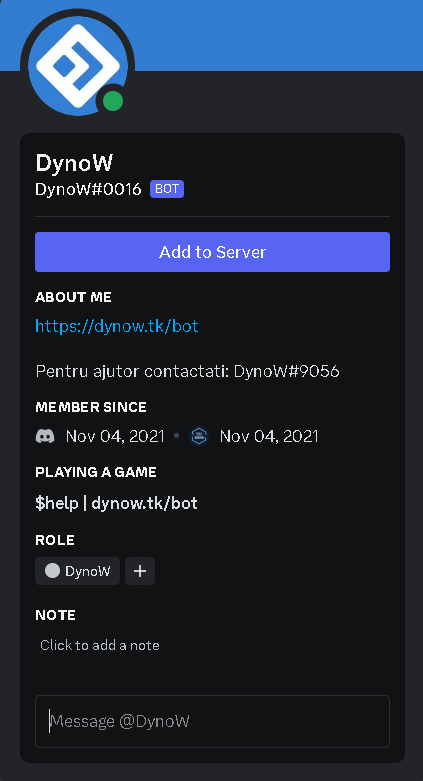 DynoW
DynoW#0016 BOT
Add to Server
ABOUT ME
https://dynow.tk/bot
Pentru ajutor contactati: DynoW#9056
MEMBER SINCE
Nov 04, 2021 • Nov 04, 2021
PLAYING A GAME
$help | dynow.tk/bot
ROLE
DynoW +
NOTE
Click to add a note
Message @DynoW